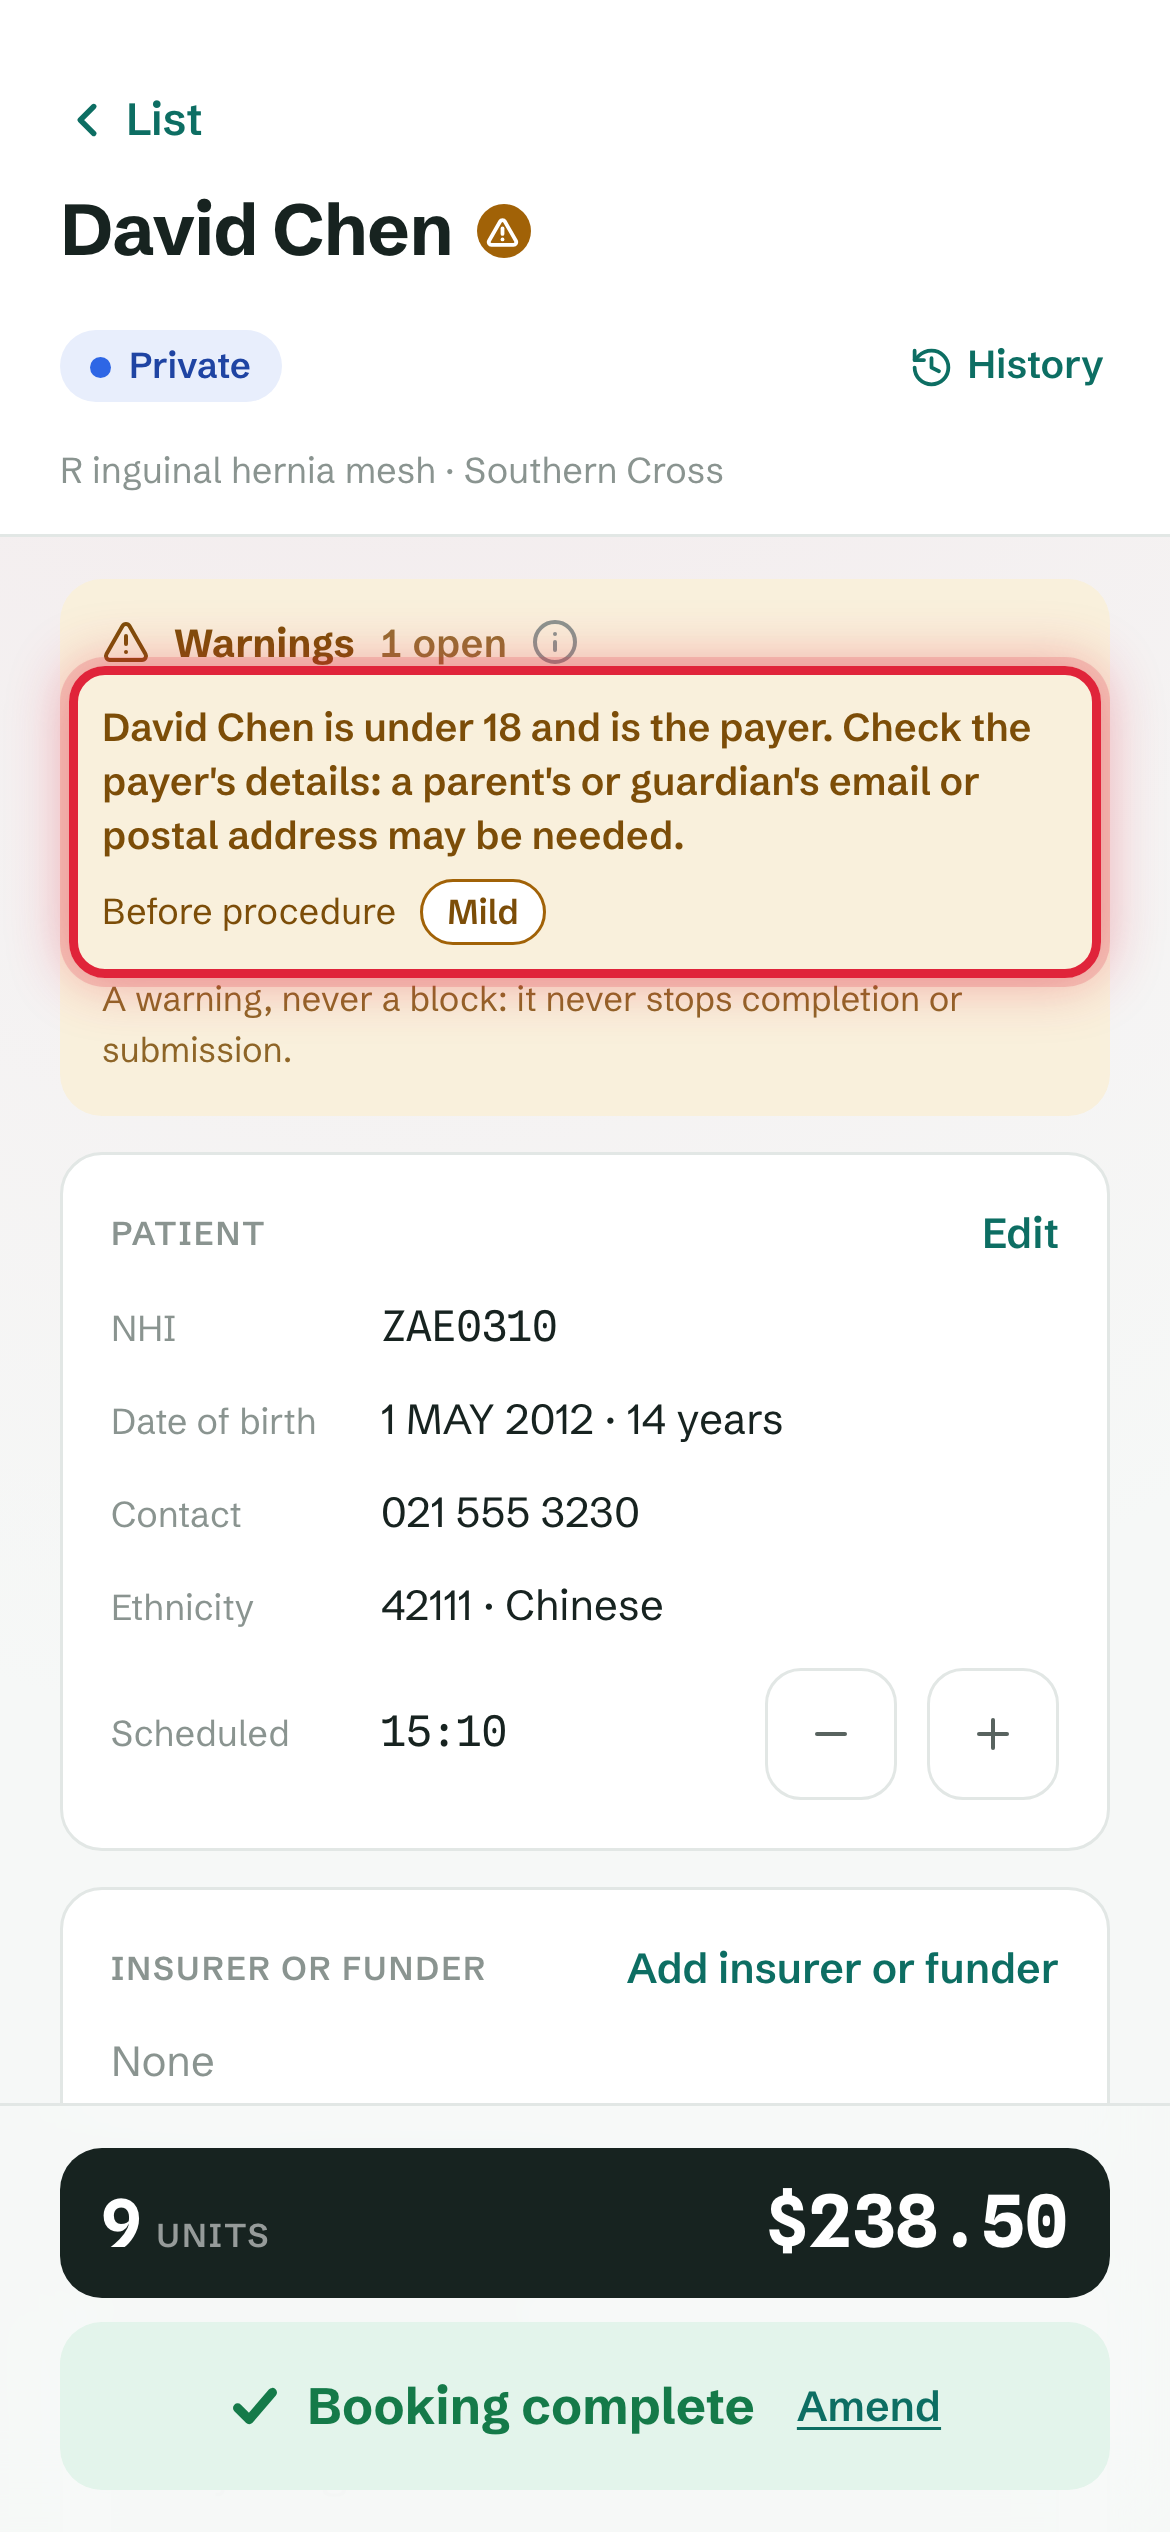 List
David Chen
Private
History
R inguinal hernia mesh · Southern Cross
Warnings 1 open
David Chen is under 18 and is the payer. Check the
payer's details: a parent's or guardian's email or
postal address may be needed.
Before procedure Mild
A warning, never a block: it never stops completion or
submission.
PATIENT Edit
NHI ZAE0310
Date of birth 1 MAY 2012 · 14 years
Contact 021 555 3230
Ethnicity 42111 · Chinese
Scheduled 15:10
INSURER OR FUNDER Add insurer or funder
None
9 UNITS $238.50
Booking complete Amend